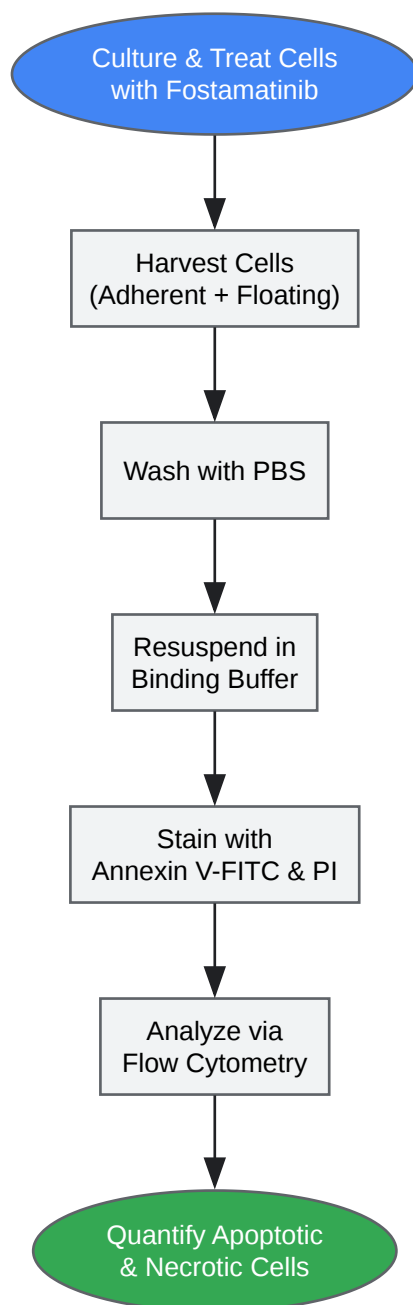 Culture & Treat Cells
with Fostamatinib
Harvest Cells
(Adherent + Floating)
Wash with PBS
Resuspend in
Binding Buffer
Stain with
Annexin V-FITC & PI
Analyze via
Flow Cytometry
Quantify Apoptotic
& Necrotic Cells